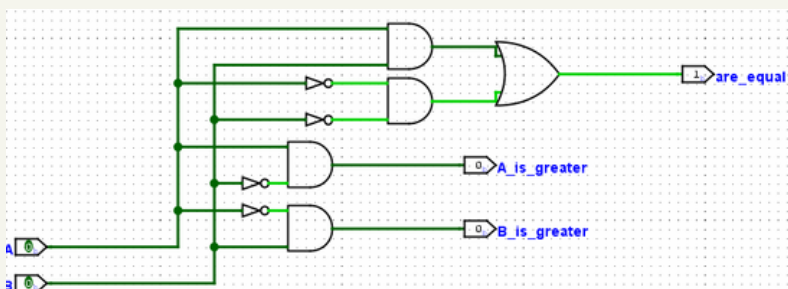 1 are_equal
0 A_is_greater
0 B_is_greater
A 0
B 0